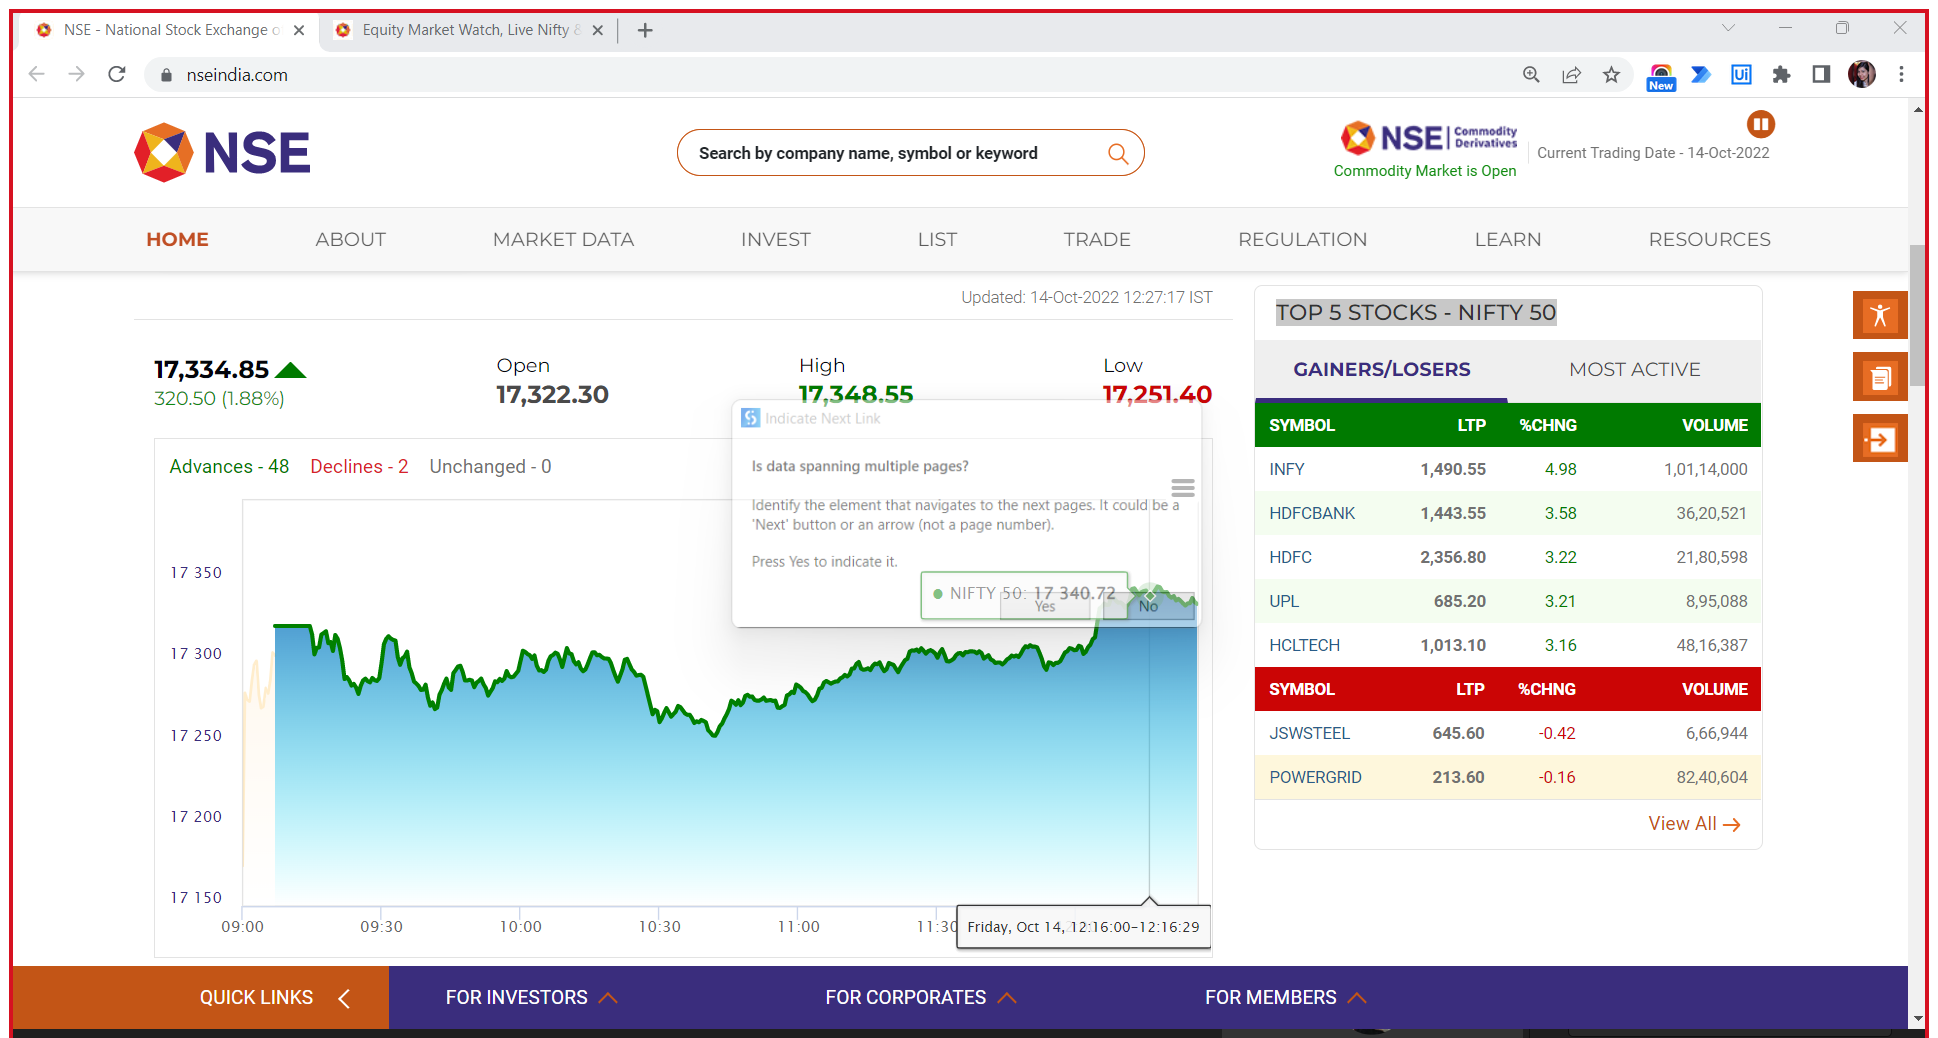 NSE - National Stock Exchange o
Equity Market Watch, Live Nifty &
nseindia.com
New
Ui
NSE
Search by company name, symbol or keyword
NSE Commodity Derivatives
Commodity Market is Open
Current Trading Date - 14-Oct-2022
HOME ABOUT MARKET DATA INVEST LIST TRADE REGULATION LEARN RESOURCES
Updated: 14-Oct-2022 12:27:17 IST
17,334.85
320.50 (1.88%)
Open
17,322.30
High
17,348.55
Low
17,251.40
Advances - 48 Declines - 2 Unchanged - 0
Indicate Next Link
Is data spanning multiple pages?
Identify the element that navigates to the next pages. It could be a
'Next' button or an arrow (not a page number).
Press Yes to indicate it.
NIFTY 50: 17 340.72
Yes
No
17 350
17 300
17 250
17 200
17 150
09:00 09:30 10:00 10:30 11:00 11:30
Friday, Oct 14, 12:16:00-12:16:29
TOP 5 STOCKS - NIFTY 50
GAINERS/LOSERS MOST ACTIVE
SYMBOL LTP %CHNG VOLUME
INFY 1,490.55 4.98 1,01,14,000
HDFCBANK 1,443.55 3.58 36,20,521
HDFC 2,356.80 3.22 21,80,598
UPL 685.20 3.21 8,95,088
HCLTECH 1,013.10 3.16 48,16,387
SYMBOL LTP %CHNG VOLUME
JSWSTEEL 645.60 -0.42 6,66,944
POWERGRID 213.60 -0.16 82,40,604
View All
QUICK LINKS FOR INVESTORS FOR CORPORATES FOR MEMBERS